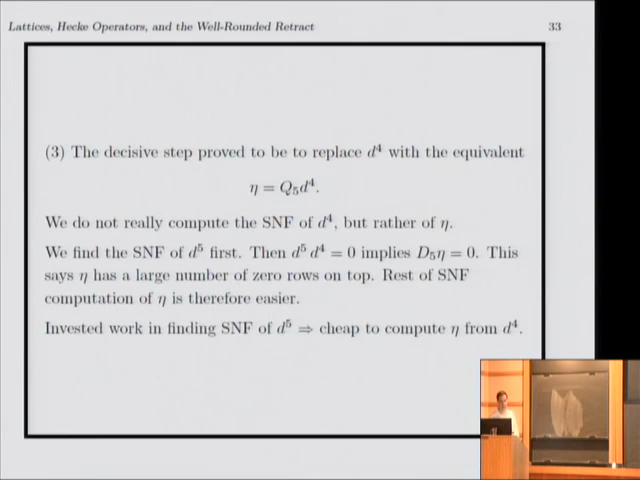 Lattices, Hecke Operators, and the Well-Rounded Retract 33
(3) The decisive step proved to be to replace d⁴ with the equivalent
η = Q₅d⁴.
We do not really compute the SNF of d⁴, but rather of η.
We find the SNF of d⁵ first. Then d⁵ d⁴ = 0 implies D₅η = 0. This
says η has a large number of zero rows on top. Rest of SNF
computation of η is therefore easier.
Invested work in finding SNF of d⁵ ⇒ cheap to compute η from d⁴.